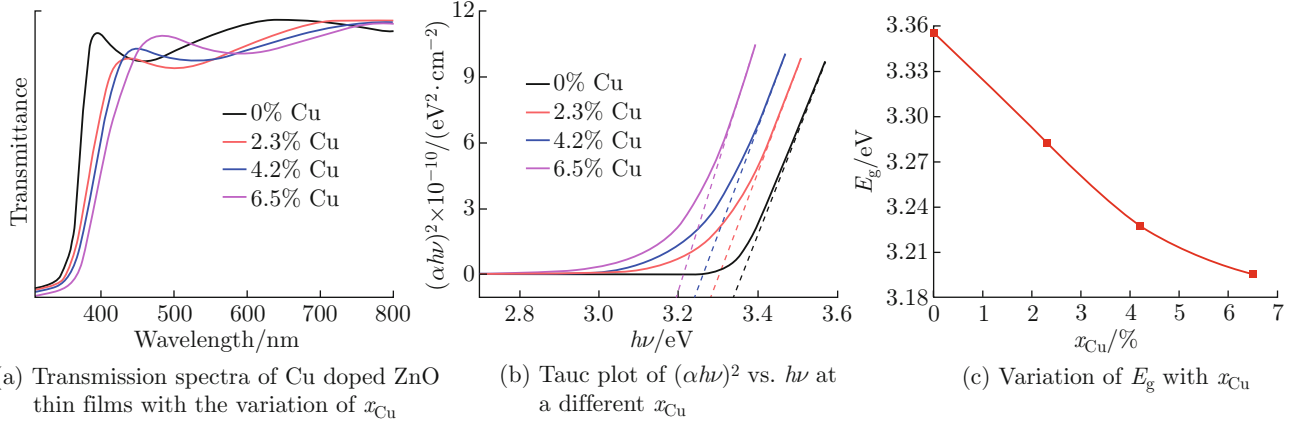 Transmittance
0% Cu
2.3% Cu
4.2% Cu
6.5% Cu
400 500 600 700 800
Wavelength/nm
(a) Transmission spectra of Cu doped ZnO
thin films with the variation of x_Cu
12
9
6
3
0
(αhν)²×10⁻¹⁰/(eV²·cm⁻²)
0% Cu
2.3% Cu
4.2% Cu
6.5% Cu
2.8 3.0 3.2 3.4 3.6
hν/eV
(b) Tauc plot of (αhν)² vs. hν at
a different x_Cu
3.36
3.33
3.30
3.26
3.24
3.21
3.18
E_g/eV
0 1 2 3 4 5 6 7
x_Cu/%
(c) Variation of E_g with x_Cu